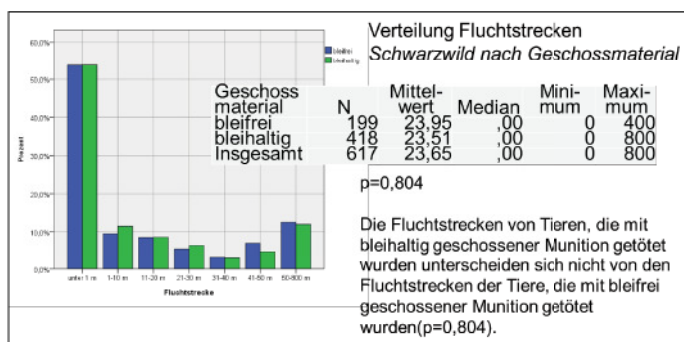 Verteilung Fluchtstrecken
Schwarzwild nach Geschossmaterial
60,0%
50,0%
40,0%
30,0%
20,0%
10,0%
0,0%
Prozent
bleifrei
bleihaltig
unter 1 m 1-10 m 11-20 m 21-30 m 31-40 m 41-50 m 50-800 m
Fluchtstrecke
Geschoss Mittel- Mini- Maxi-
material N wert Median mum mum
bleifrei 199 23,95 ,00 0 400
bleihaltig 418 23,51 ,00 0 800
Insgesamt 617 23,65 ,00 0 800
p=0,804
Die Fluchtstrecken von Tieren, die mit
bleihaltig geschossener Munition getötet
wurden unterscheiden sich nicht von den
Fluchtstrecken der Tiere, die mit bleifrei
geschossener Munition getötet
wurden(p=0,804).